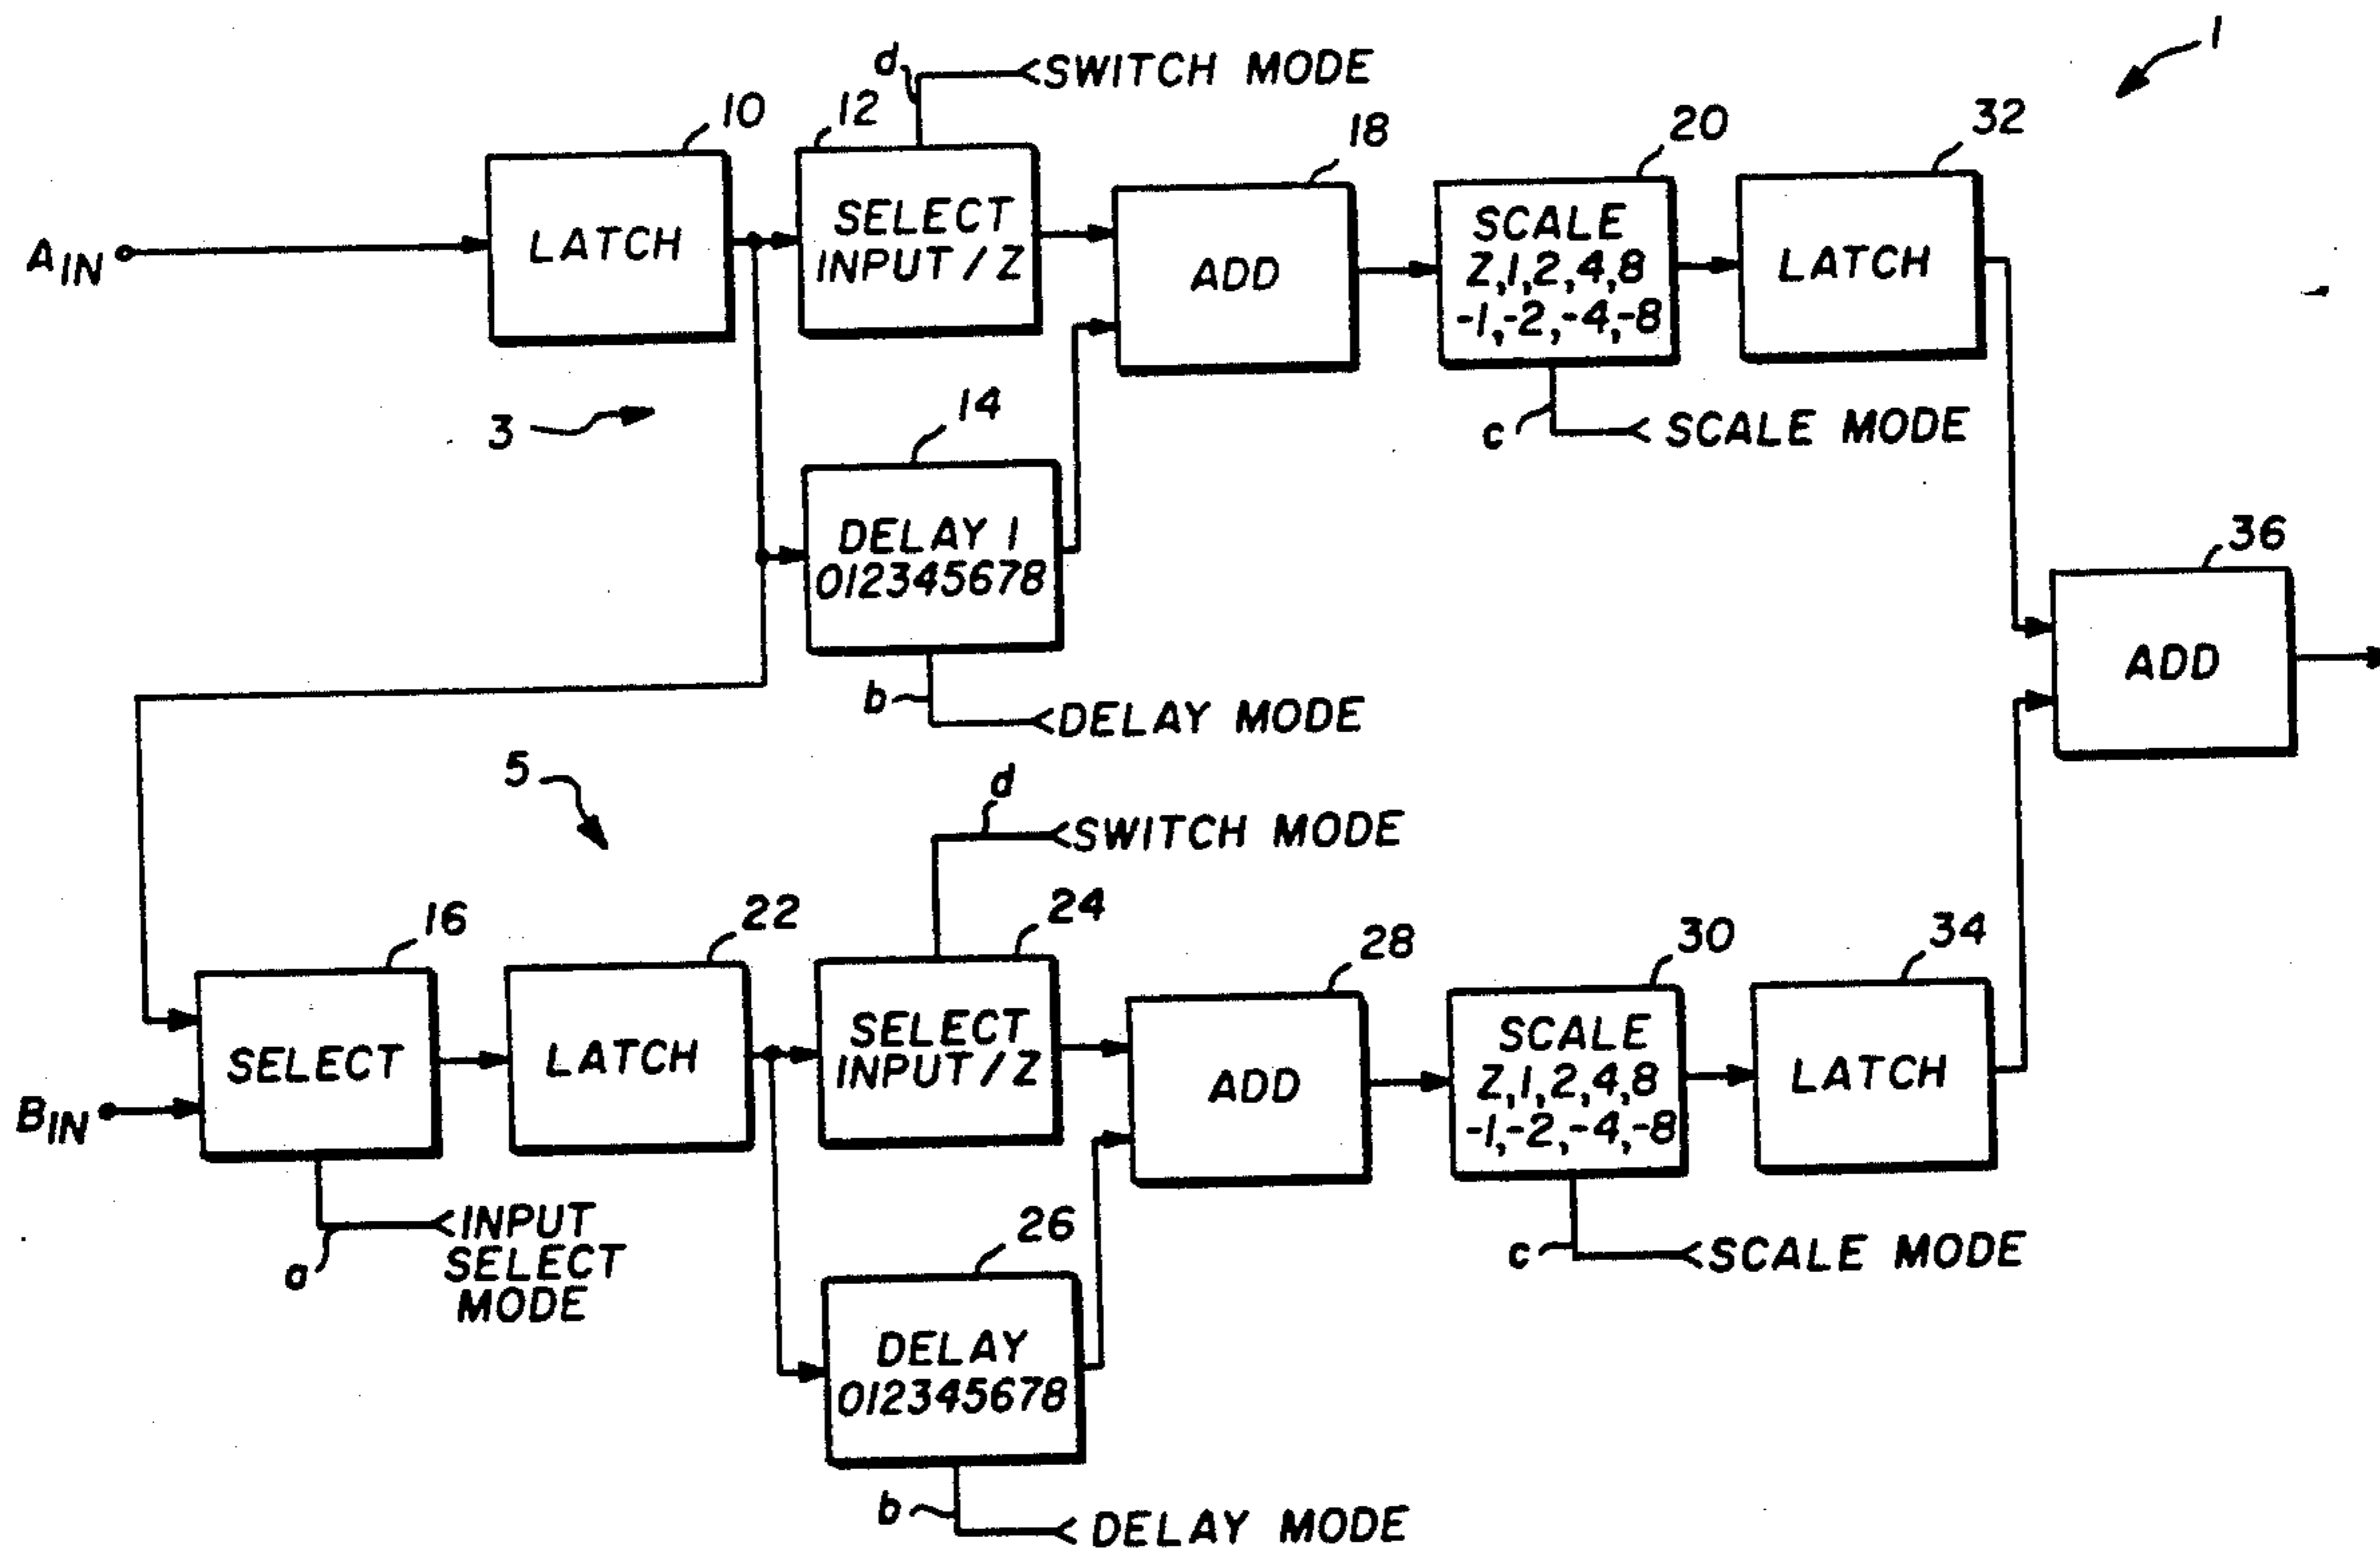 1
d
SWITCH MODE
10
12
18
20
32
AIN
LATCH
SELECT
INPUT/Z
ADD
SCALE
Z,1,2,4,8
-1,-2,-4,-8
LATCH
3
14
c
SCALE MODE
DELAY 1
012345678
36
ADD
b
DELAY MODE
5
d
SWITCH MODE
16
22
24
28
30
34
SELECT
LATCH
SELECT
INPUT/Z
ADD
SCALE
Z,1,2,4,8
-1,-2,-4,-8
LATCH
BIN
a
INPUT
SELECT
MODE
26
c
SCALE MODE
DELAY
012345678
b
DELAY MODE